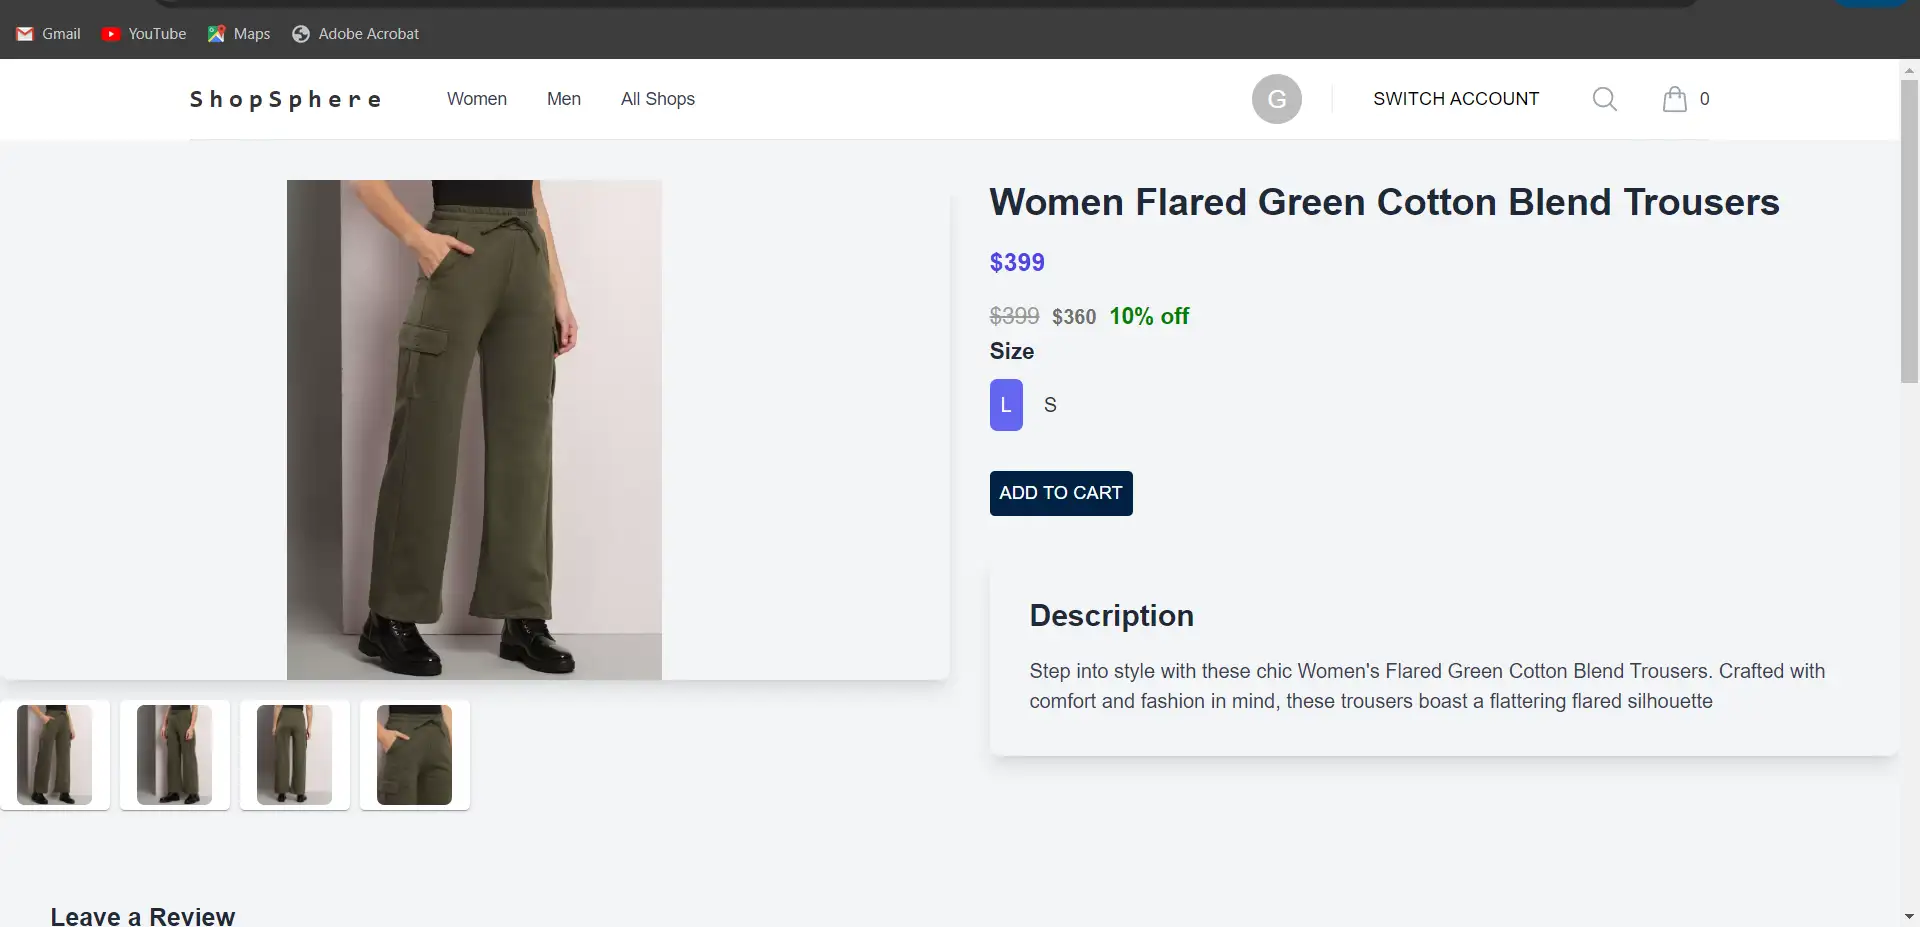 Gmail YouTube Maps Adobe Acrobat
ShopSphere Women Men All Shops G SWITCH ACCOUNT 0
Women Flared Green Cotton Blend Trousers
$399
$399 $360 10% off
Size
L S
ADD TO CART
Description
Step into style with these chic Women's Flared Green Cotton Blend Trousers. Crafted with
comfort and fashion in mind, these trousers boast a flattering flared silhouette
Leave a Review